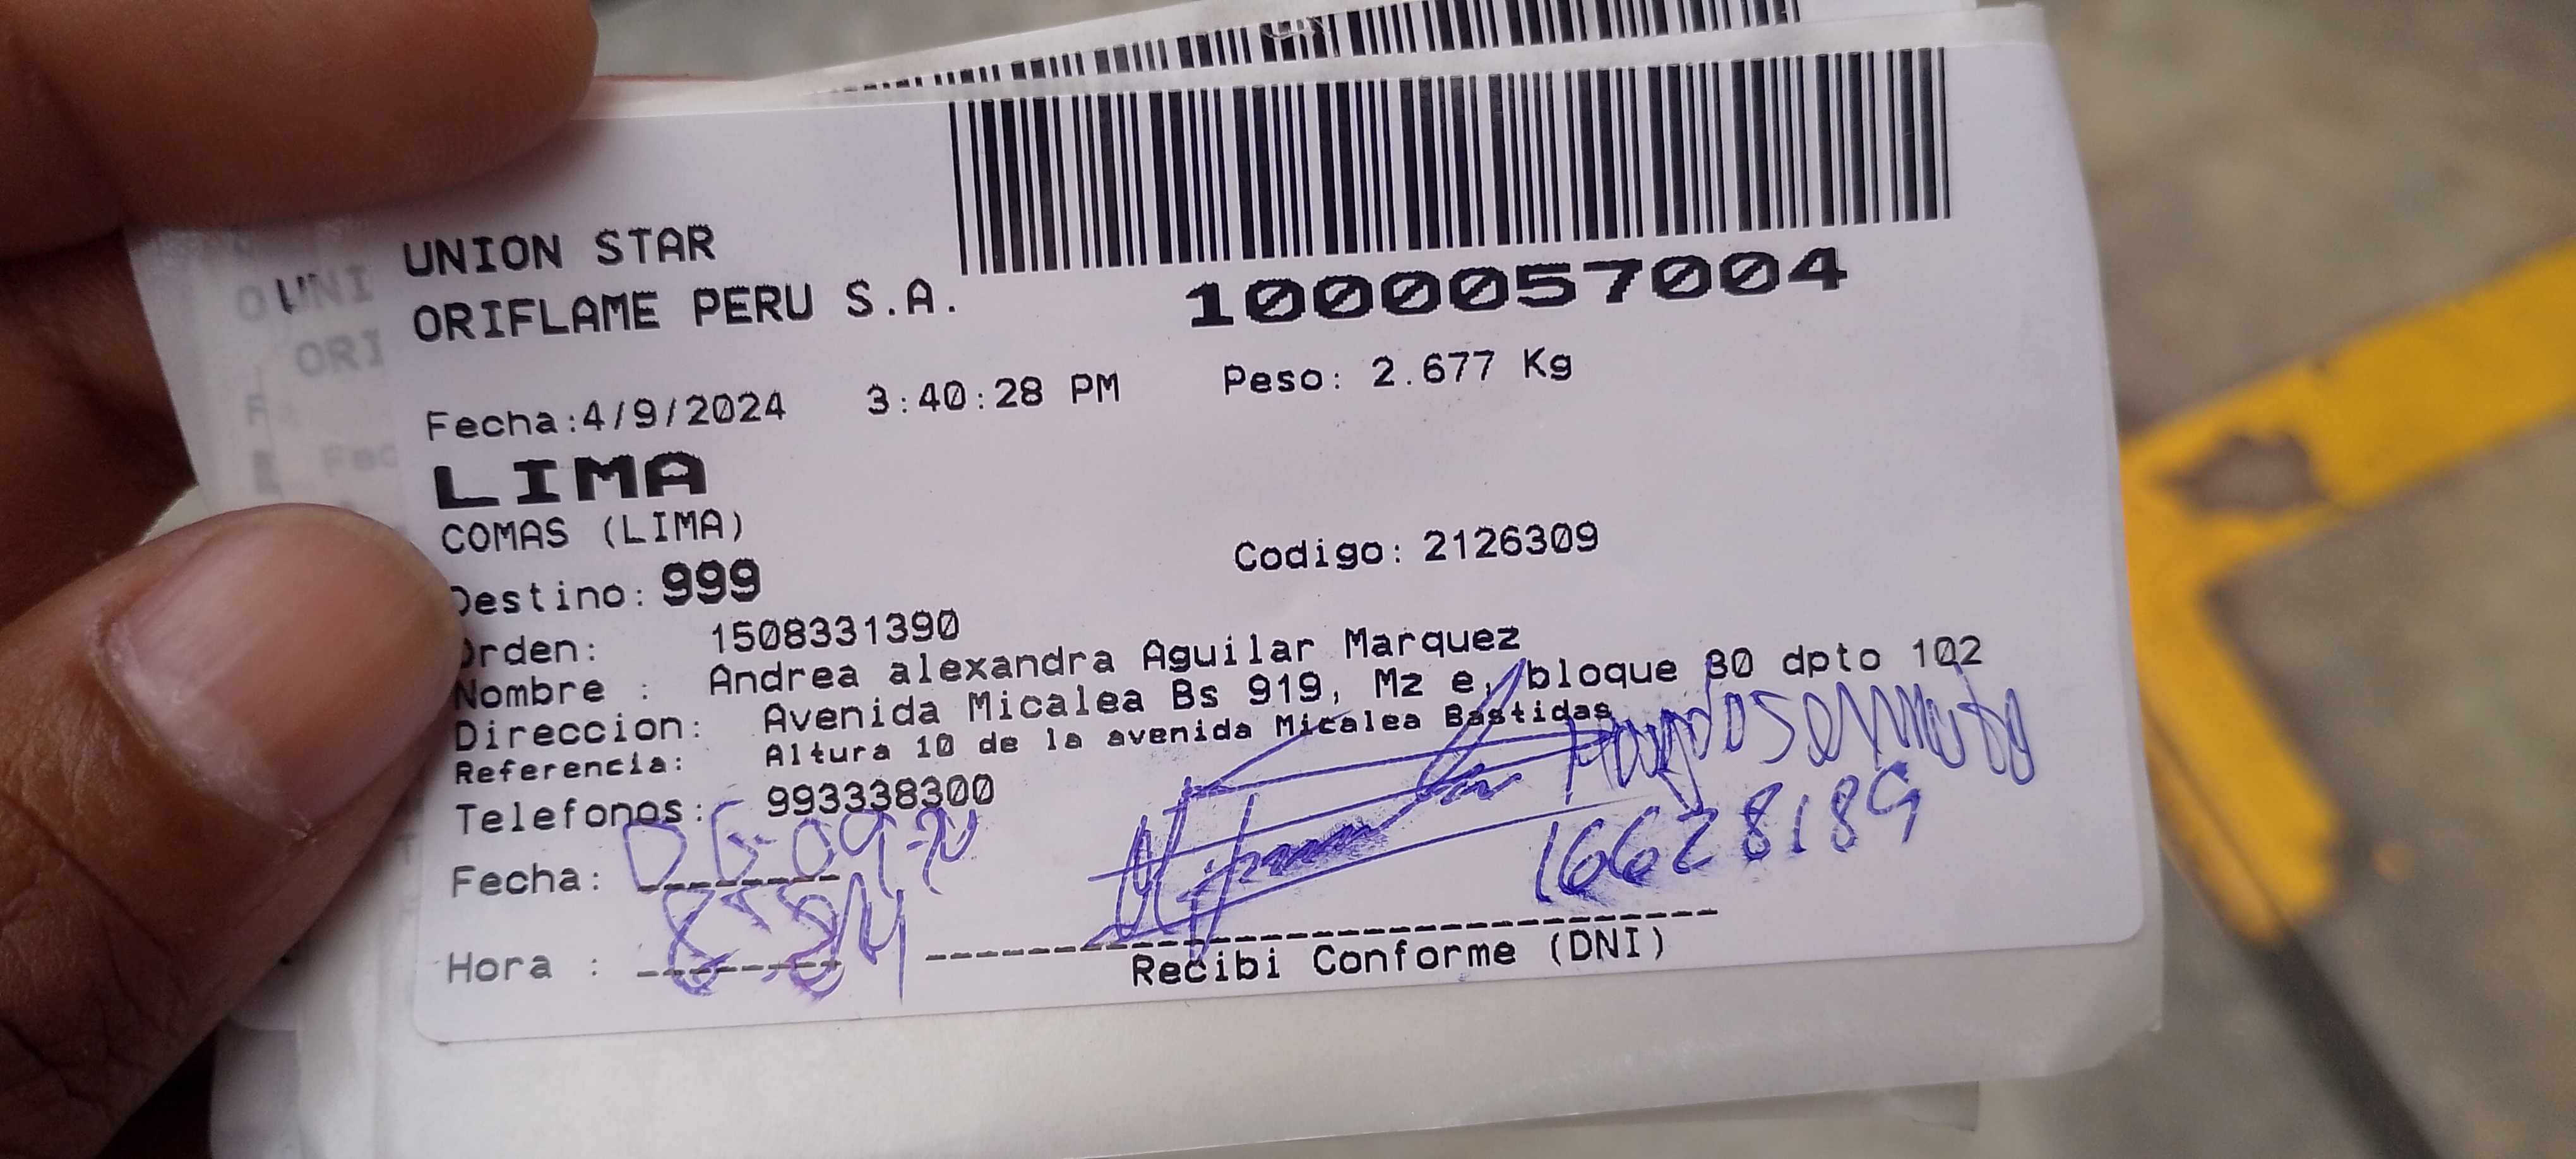 UNION STAR
ORIFLAME PERU S.A.
1000057004
Fecha:4/9/2024 3:40:28 PM Peso: 2.677 Kg
LIMA
COMAS (LIMA)
Destino: 999 Codigo: 2126309
Orden: 1508331390
Nombre : Andrea alexandra Aguilar Marquez
Direccion: Avenida Micalea Bs 919, Mz e, bloque 80 dpto 102
Referencia: Altura 10 de la avenida Micalea Bastidas
Telefonos: 993338300
Fecha:
16628189
Hora :
Recibi Conforme (DNI)